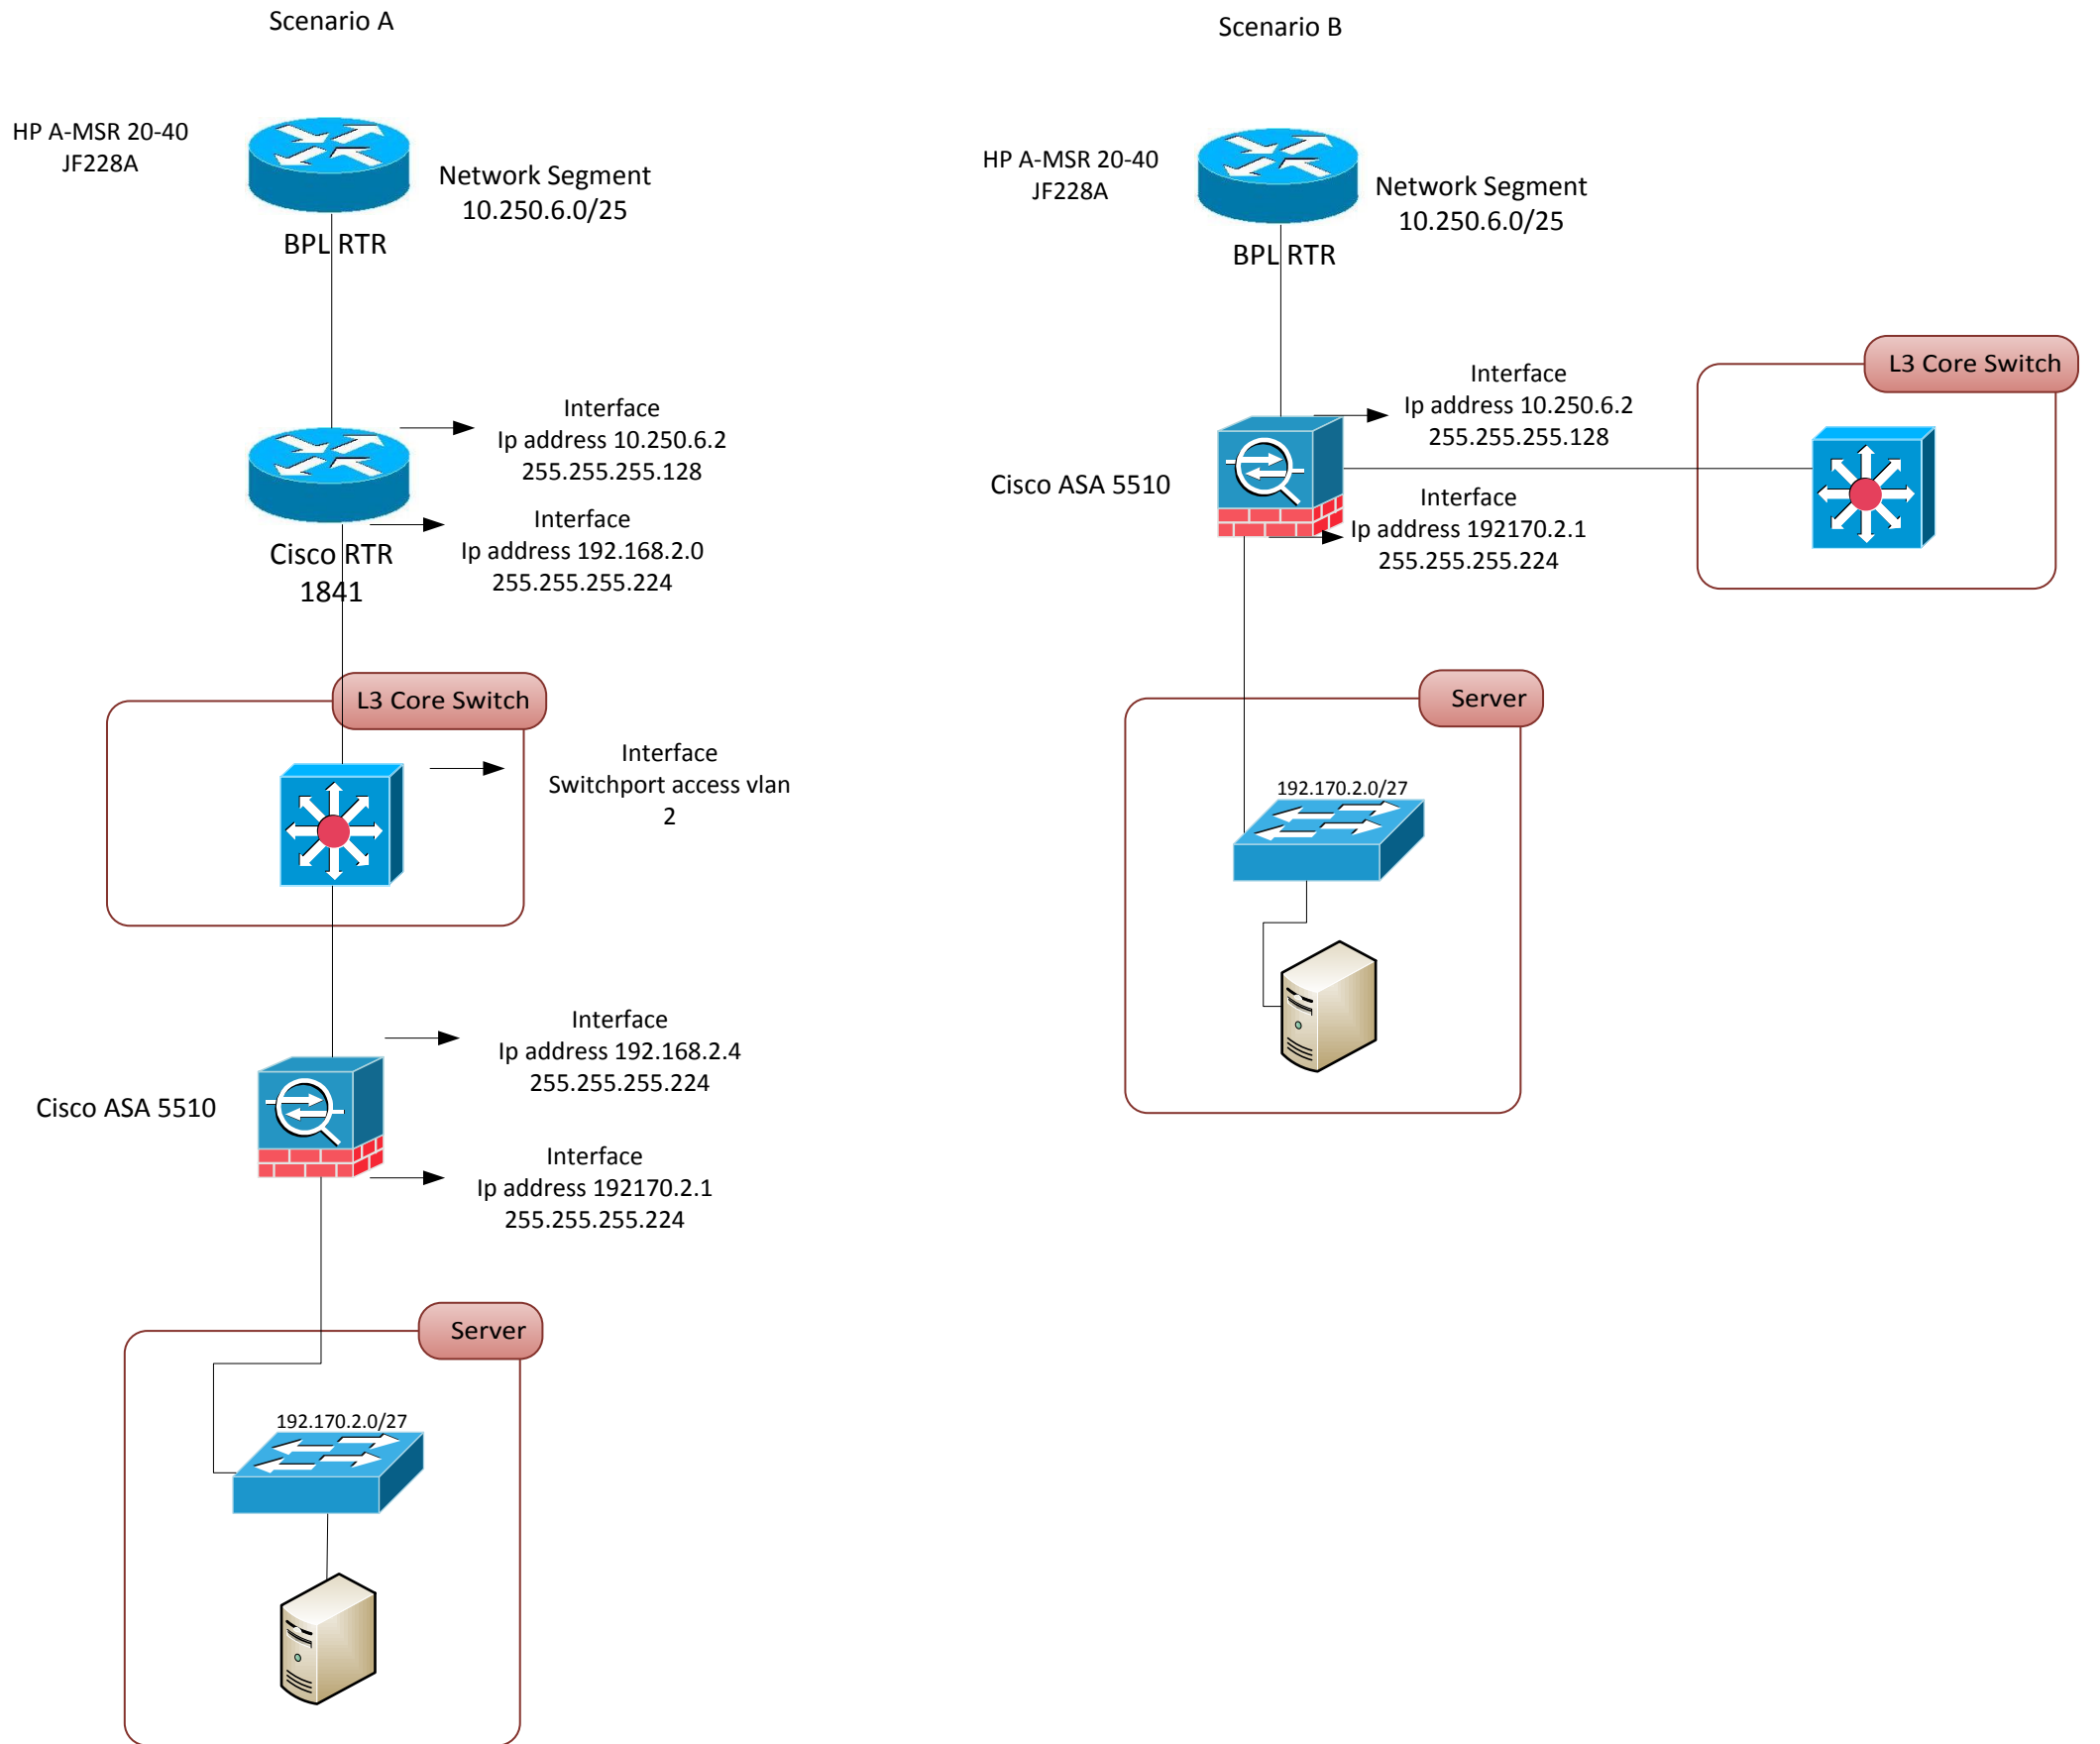 Scenario A
HP A-MSR 20-40
JF228A
Network Segment
10.250.6.0/25
BPL RTR
Interface
Ip address 10.250.6.2
255.255.255.128
Interface
Ip address 192.168.2.0
255.255.255.224
Cisco RTR
1841
L3 Core Switch
Interface
Switchport access vlan
2
Interface
Ip address 192.168.2.4
255.255.255.224
Cisco ASA 5510
Interface
Ip address 192170.2.1
255.255.255.224
Server
192.170.2.0/27
Scenario B
HP A-MSR 20-40
JF228A
Network Segment
10.250.6.0/25
BPL RTR
L3 Core Switch
Interface
Ip address 10.250.6.2
255.255.255.128
Cisco ASA 5510
Interface
Ip address 192170.2.1
255.255.255.224
Server
192.170.2.0/27